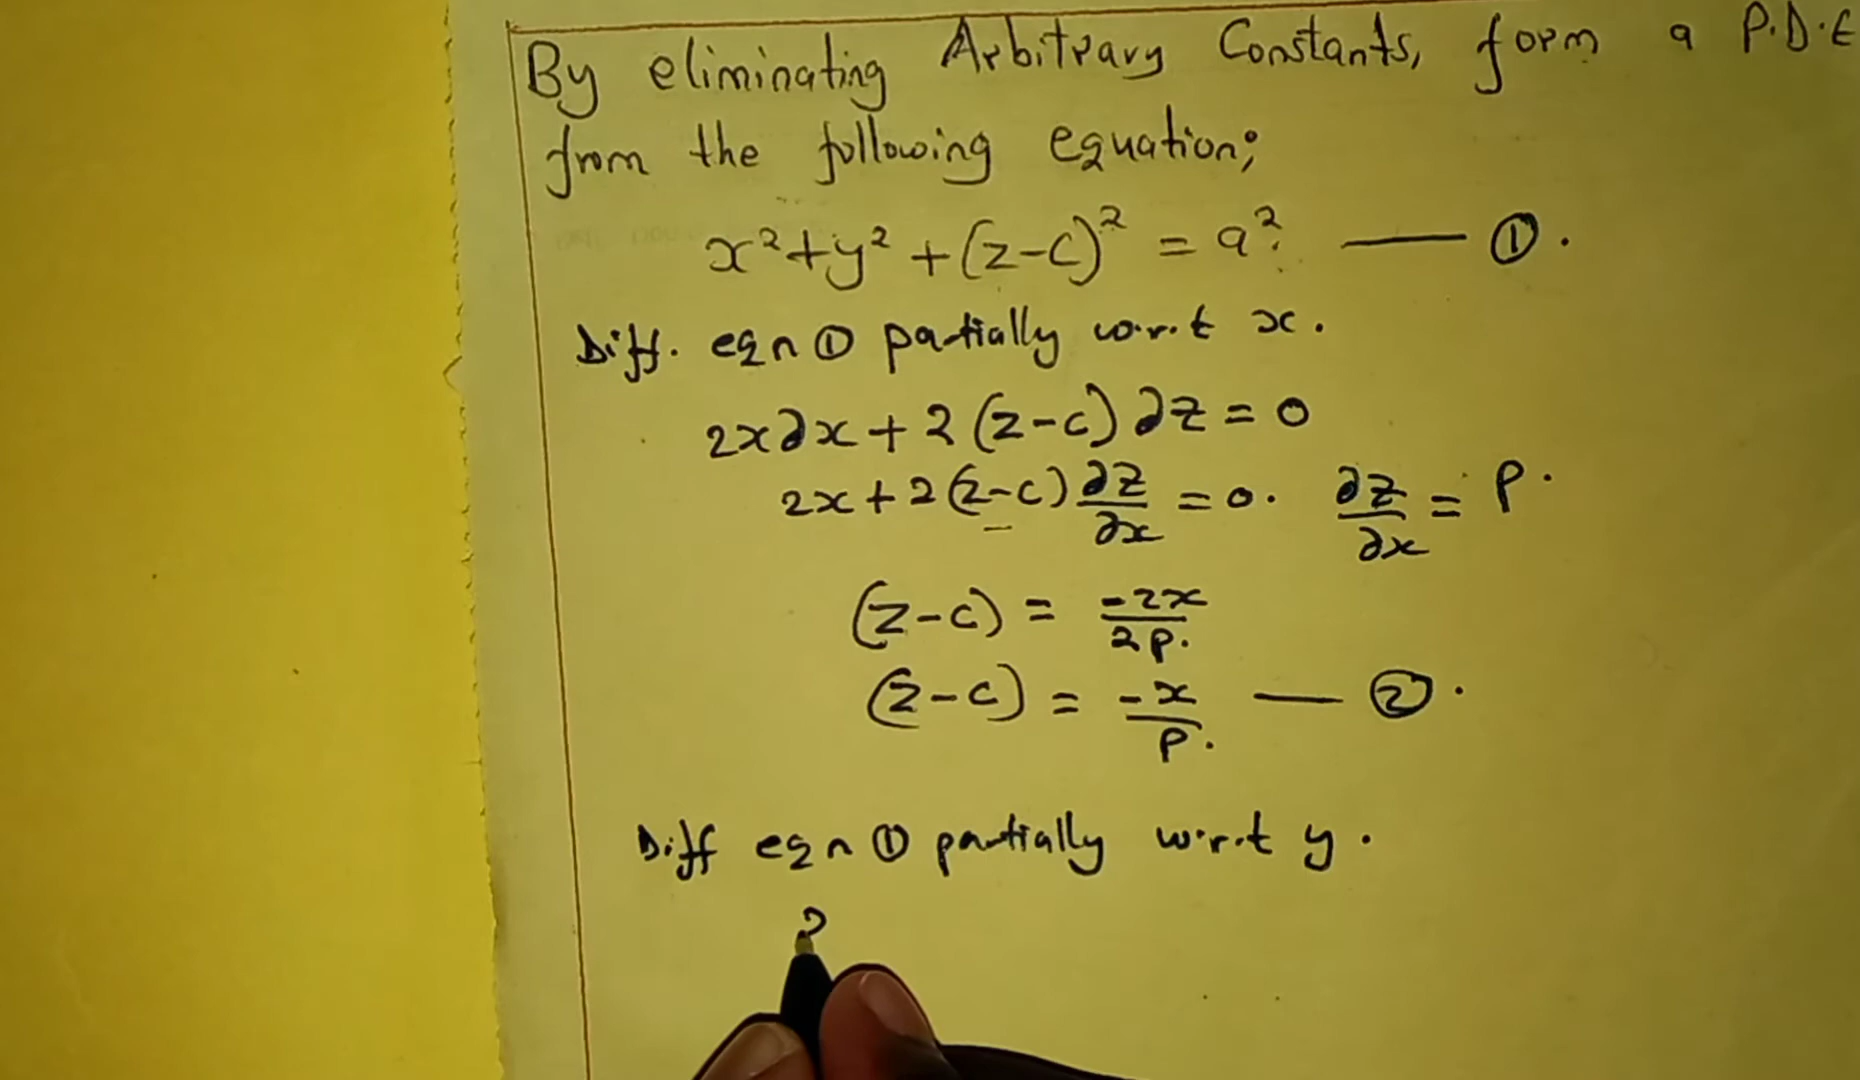 By eliminating Arbitrary Constants, form a P.D.E
from the following equation;
x² + y² + (z-c)² = a². —— ①.
Diff. eqn ① partially w.r.t x.
2x∂x + 2(z-c)∂z = 0
2x + 2(z-c) ∂z/∂x = 0. ∂z/∂x = P.
(z-c) = -2x/2p.
(z-c) = -x/p. —— ②.
Diff eqn ① partially w.r.t y.
2